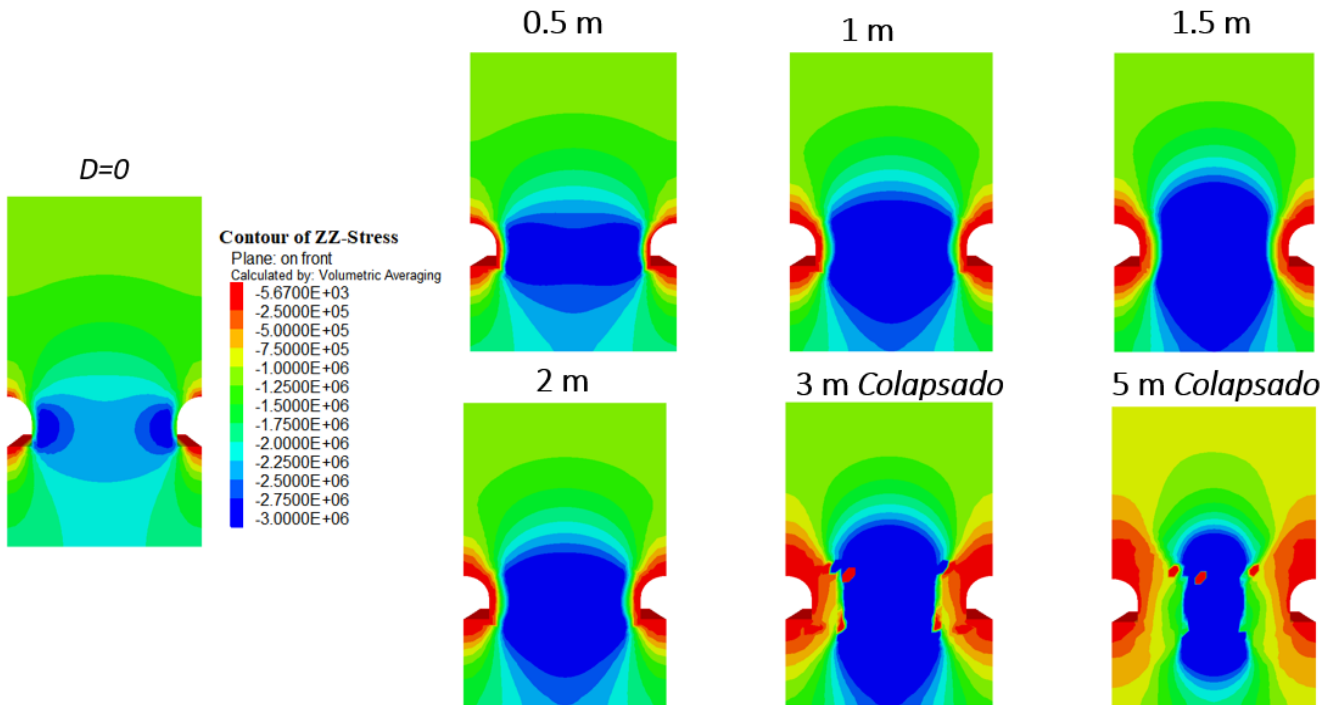 0.5 m
1 m
1.5 m
D=0
Contour of ZZ-Stress
Plane: on front
Calculated by: Volumetric Averaging
-5.6700E+03
-2.5000E+05
-5.0000E+05
-7.5000E+05
-1.0000E+06
-1.2500E+06
-1.5000E+06
-1.7500E+06
-2.0000E+06
-2.2500E+06
-2.5000E+06
-2.7500E+06
-3.0000E+06
2 m
3 m Colapsado
5 m Colapsado